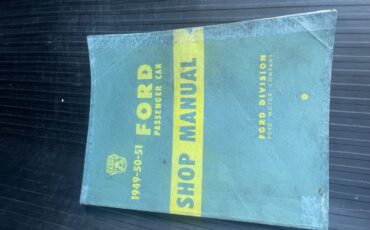 1949-50-51
FORD
PASSENGER CAR
SHOP MANUAL
FORD DIVISION
FORD MOTOR COMPANY